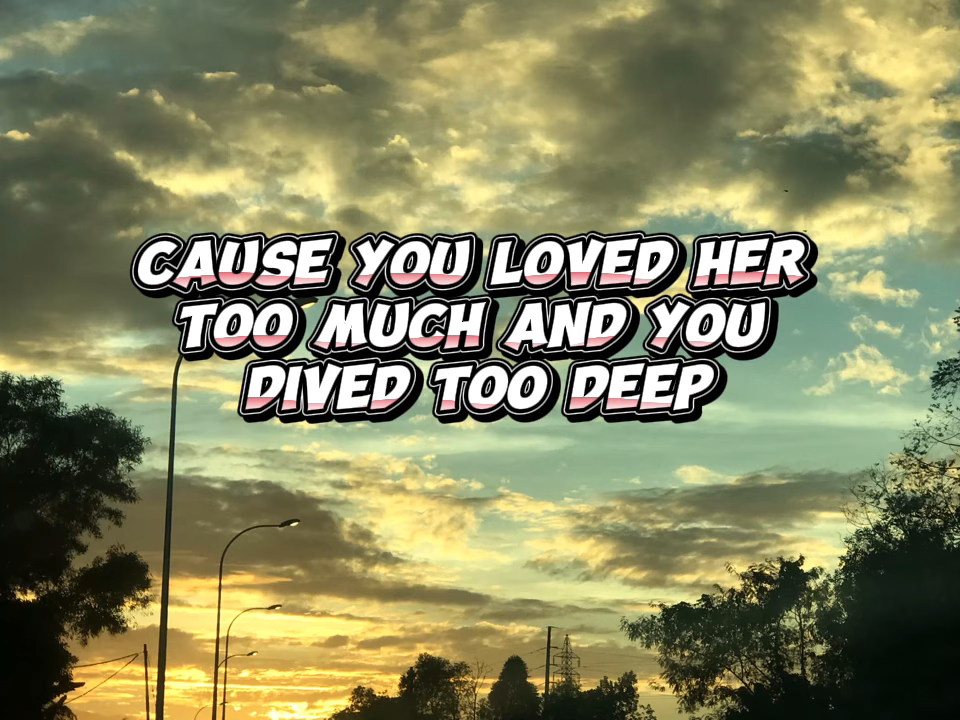 CAUSE YOU LOVED HER
TOO MUCH AND YOU
DIVED TOO DEEP